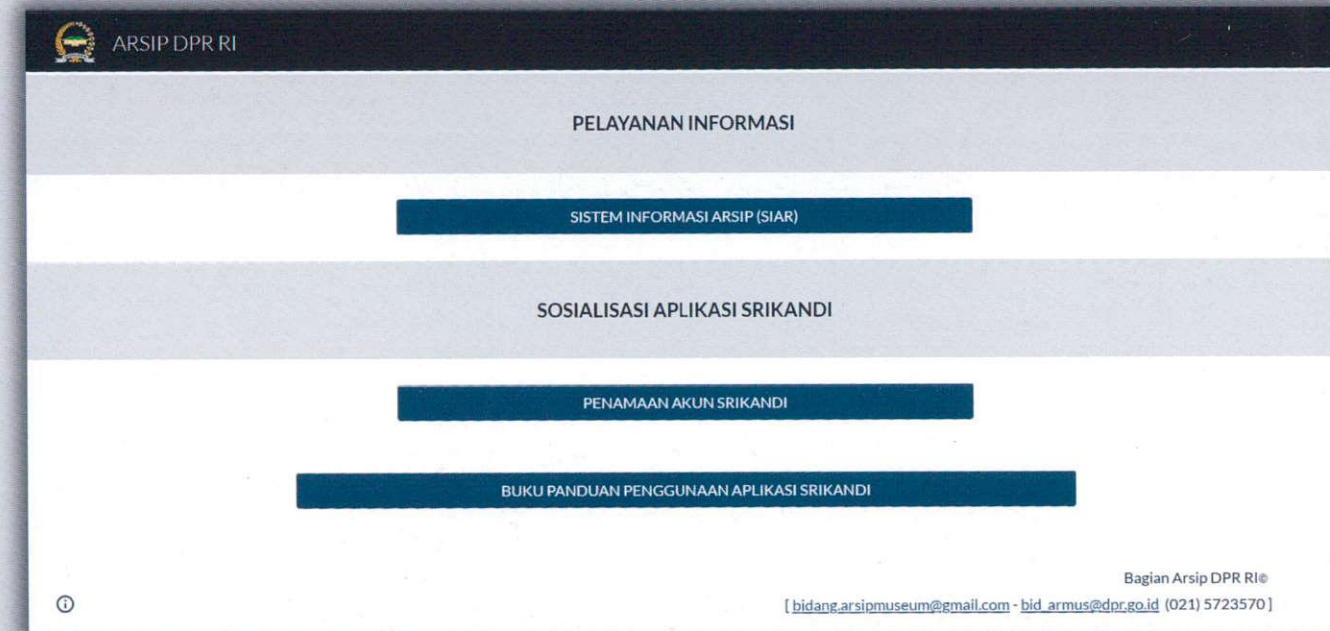 ARSIP DPR RI
PELAYANAN INFORMASI
SISTEM INFORMASI ARSIP (SIAR)
SOSIALISASI APLIKASI SRIKANDI
PENAMAAN AKUN SRIKANDI
BUKU PANDUAN PENGGUNAAN APLIKASI SRIKANDI
Bagian Arsip DPR RI©
[ bidang.arsipmuseum@gmail.com - bid_armus@dpr.go.id (021) 5723570 ]